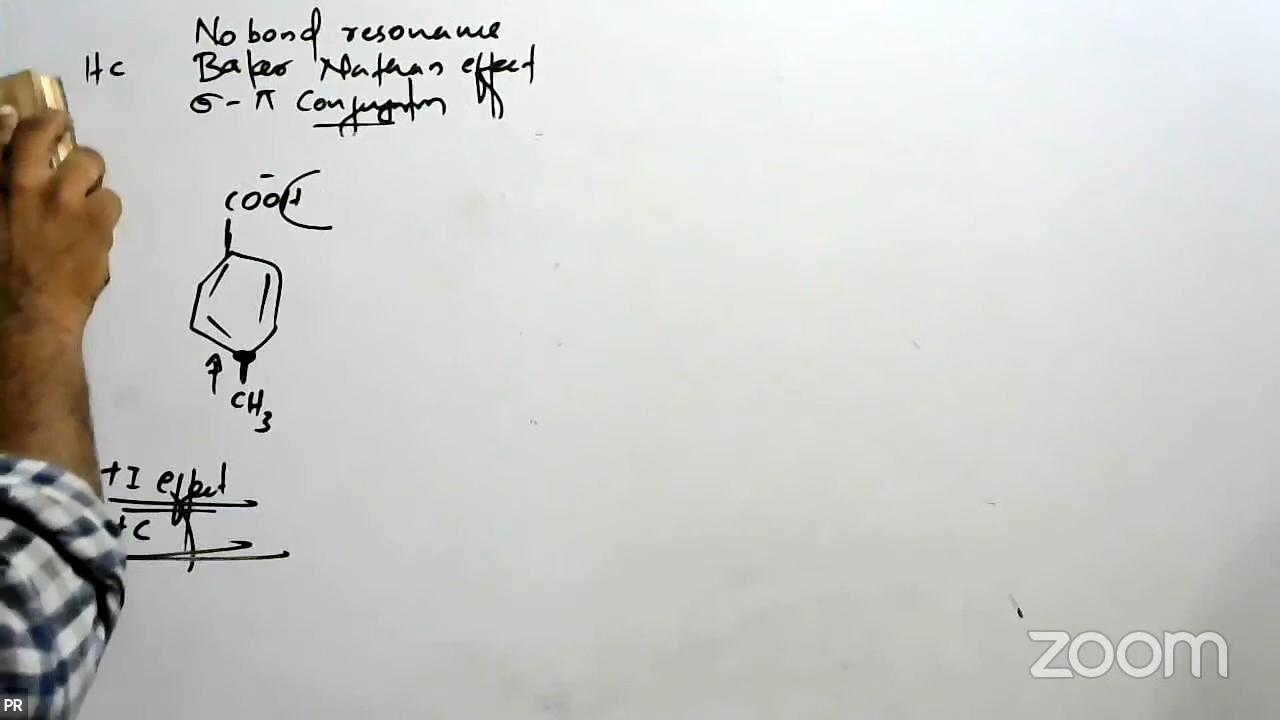 No bond resonance
Hc Baker Nathan effect
σ-π Conjugation
COOH
CH3
+I effect
+C
zoom
PR